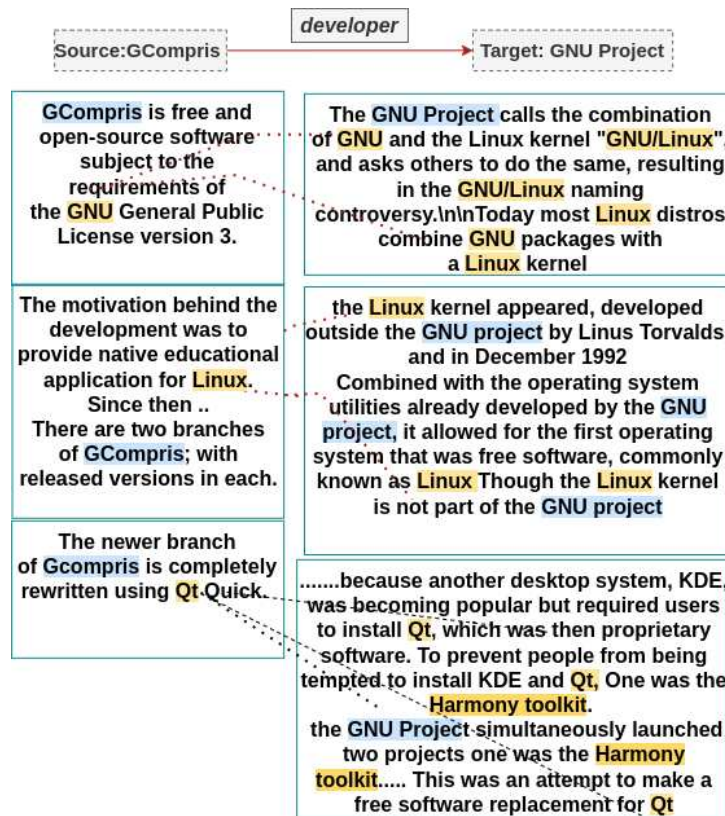 developer
Source:GCompris
Target: GNU Project
GCompris is free and
open-source software
subject to the
requirements of
the GNU General Public
License version 3.
The GNU Project calls the combination
of GNU and the Linux kernel "GNU/Linux",
and asks others to do the same, resulting
in the GNU/Linux naming
controversy.\n\nToday most Linux distros
combine GNU packages with
a Linux kernel
The motivation behind the
development was to
provide native educational
application for Linux.
Since then ..
There are two branches
of GCompris; with
released versions in each.
the Linux kernel appeared, developed
outside the GNU project by Linus Torvalds
and in December 1992
Combined with the operating system
utilities already developed by the GNU
project, it allowed for the first operating
system that was free software, commonly
known as Linux Though the Linux kernel
is not part of the GNU project
The newer branch
of Gcompris is completely
rewritten using Qt Quick.
.......because another desktop system, KDE,
was becoming popular but required users
to install Qt, which was then proprietary
software. To prevent people from being
tempted to install KDE and Qt, One was the
Harmony toolkit.
the GNU Project simultaneously launched
two projects one was the Harmony
toolkit..... This was an attempt to make a
free software replacement for Qt